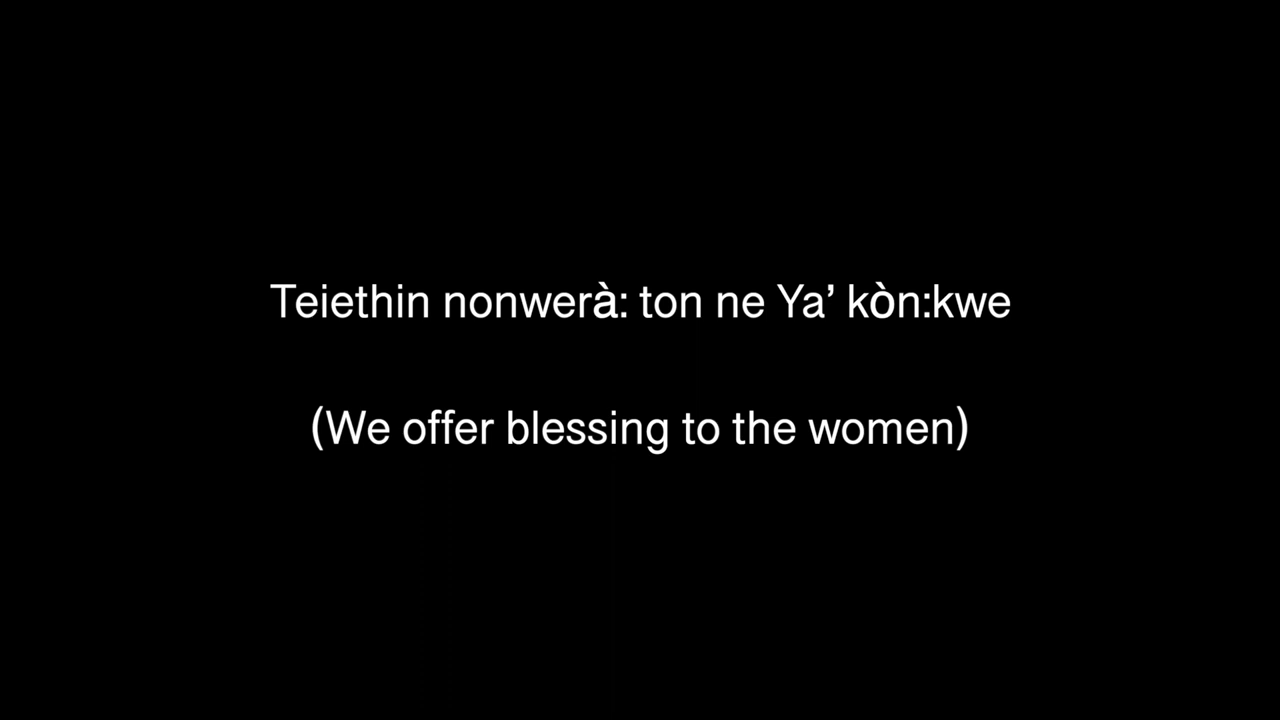 Teiethin nonwerà: ton ne Ya’ kòn:kwe
(We offer blessing to the women)